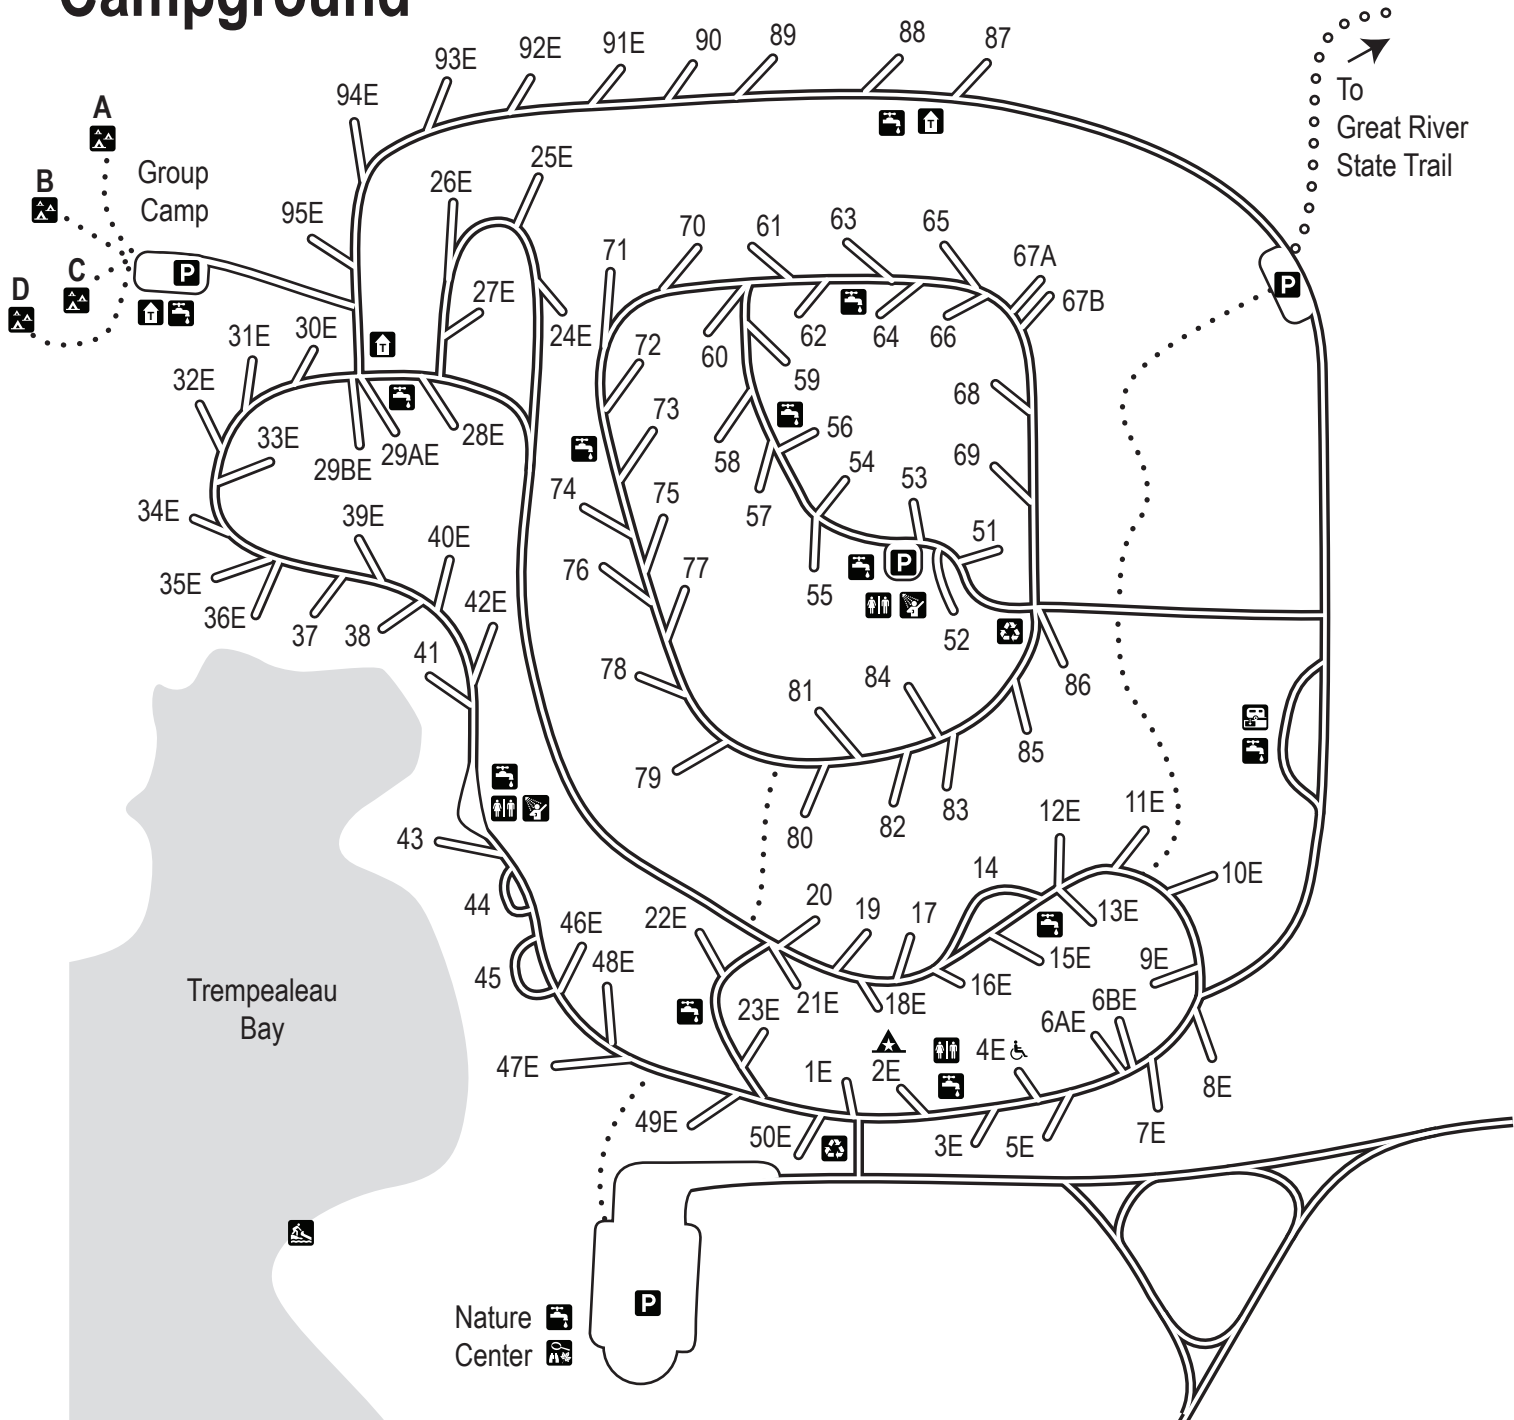 Campground
88
89
87
90
91E
92E
93E
94E
A
To
Great River
State Trail
Group
Camp
B
25E
26E
95E
C
D
70
61
63
65
71
67A
67B
27E
24E
31E
30E
32E
72
60
62
64
66
59
68
33E
73
28E
29AE
29BE
56
58
54
69
53
74
75
57
51
34E
39E
40E
76
77
55
35E
36E
42E
37
38
52
41
78
84
81
86
85
79
80
82
83
12E
11E
43
14
10E
44
22E
20
19
17
13E
46E
48E
45
15E
9E
16E
23E
21E
18E
6BE
6AE
Trempealeau
Bay
47E
1E
2E
4E
8E
49E
50E
3E
5E
7E
P
P
P
P
T
T
T
Nature
Center